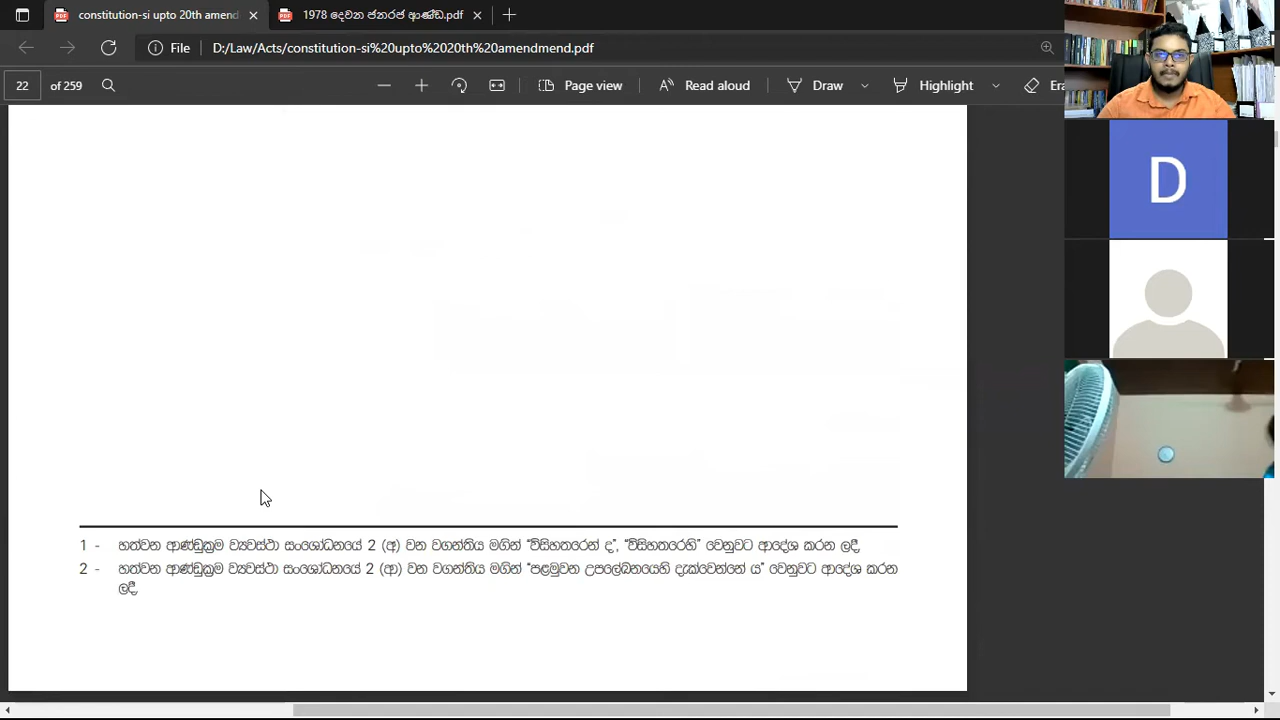 constitution-si upto 20th amend
1978 දෙවන ජනරජ ආණ්ඩු.pdf
File D:/Law/Acts/constitution-si%20upto%2020th%20amendmend.pdf
22 of 259 Page view Read aloud Draw Highlight Era
D
1 - හත්වන ආණ්ඩුක්‍රම ව්‍යවස්ථා සංශෝධනයේ 2 (අ) වන වගන්තිය මගින් “විසිහතරෙන් ද”, “විසිහතරෙහි” වෙනුවට ආදේශ කරන ලදී.
2 - හත්වන ආණ්ඩුක්‍රම ව්‍යවස්ථා සංශෝධනයේ 2 (ආ) වන වගන්තිය මගින් “පළමුවන උපලේඛනයෙහි දැක්වෙන්නේ ය” වෙනුවට ආදේශ කරන
ලදී.